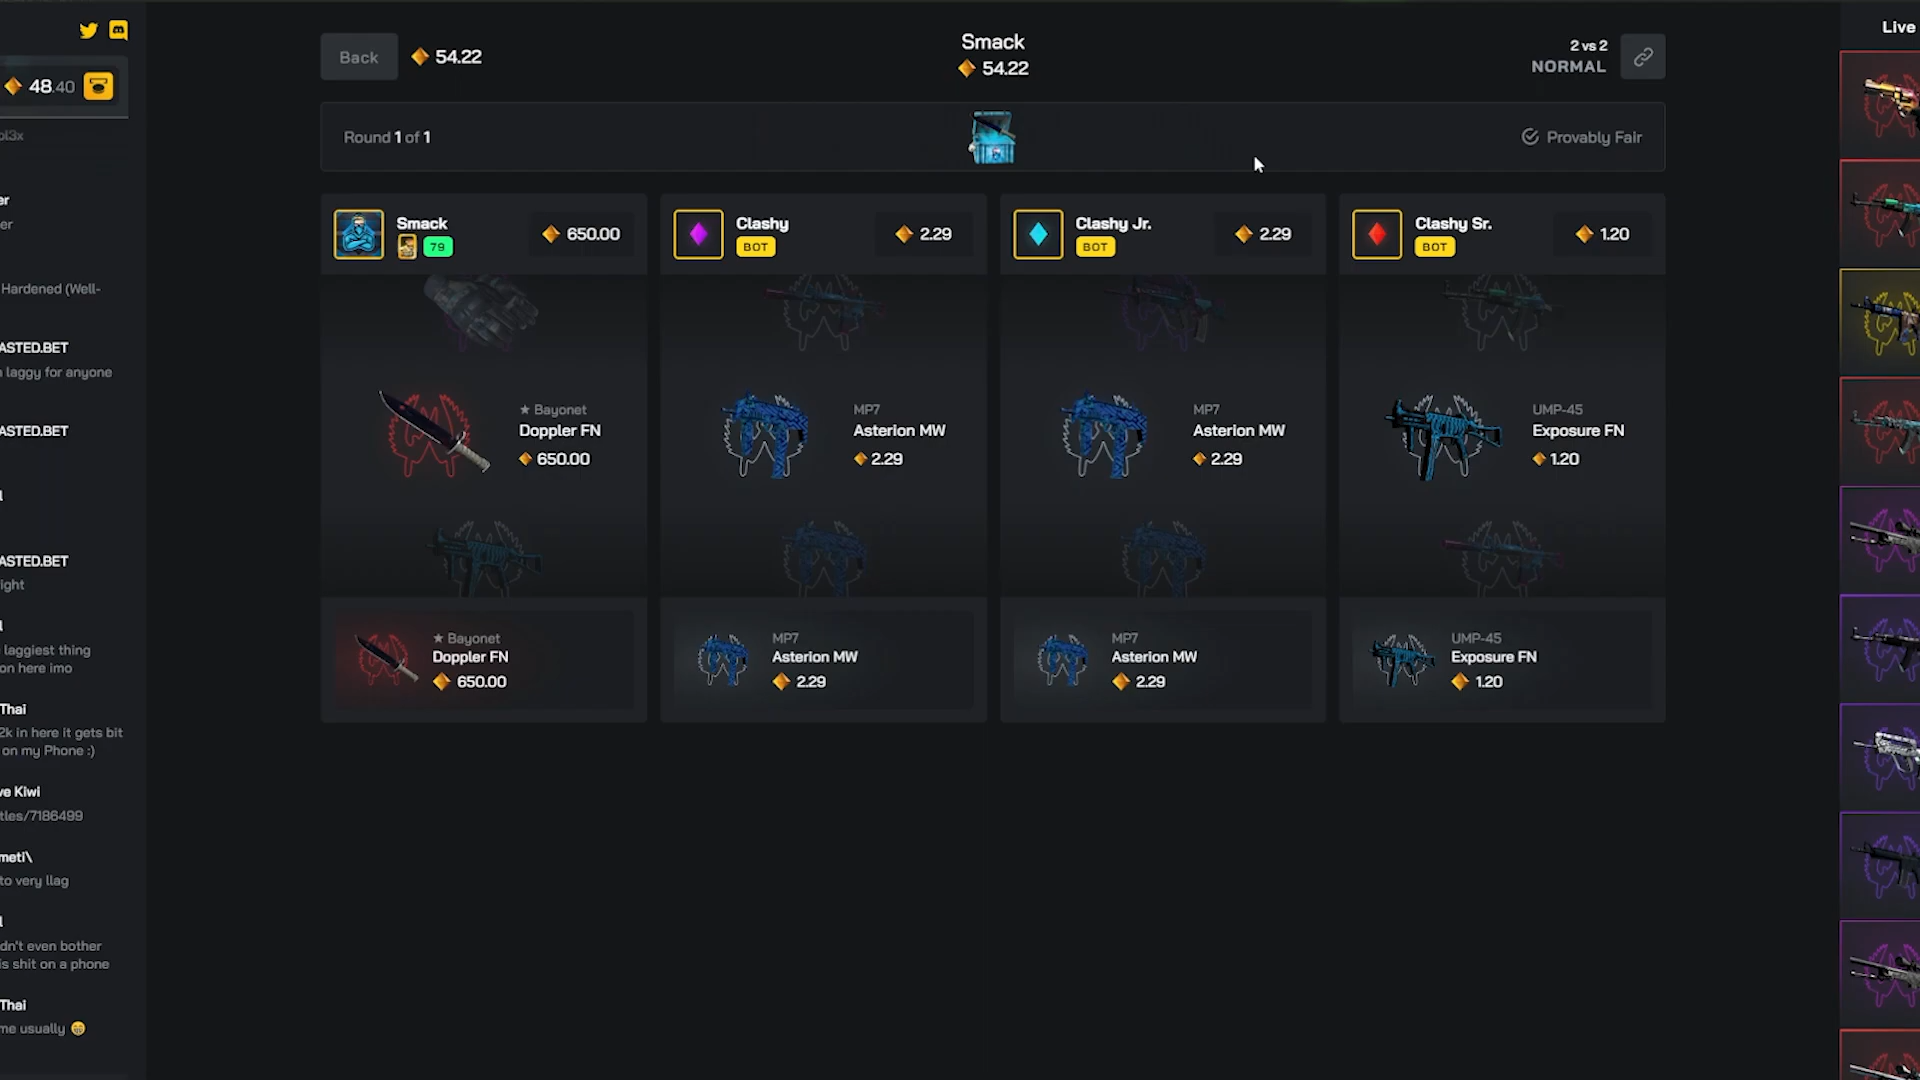 Back
54.22
Smack
54.22
2 vs 2
NORMAL
Live
48.40
ol3x
Round 1 of 1
Provably Fair
er
er
Hardened (Well-
ASTED.BET
laggy for anyone
ASTED.BET
ASTED.BET
ight
laggiest thing
on here imo
Thai
2k in here it gets bit
on my Phone :)
ve Kiwi
tles/7186499
meti\
to very llag
dn't even bother
is shit on a phone
Thai
me usually 😁
Smack
79
650.00
Clashy
BOT
2.29
Clashy Jr.
BOT
2.29
Clashy Sr.
BOT
1.20
★ Bayonet
Doppler FN
650.00
MP7
Asterion MW
2.29
MP7
Asterion MW
2.29
UMP-45
Exposure FN
1.20
★ Bayonet
Doppler FN
650.00
MP7
Asterion MW
2.29
MP7
Asterion MW
2.29
UMP-45
Exposure FN
1.20